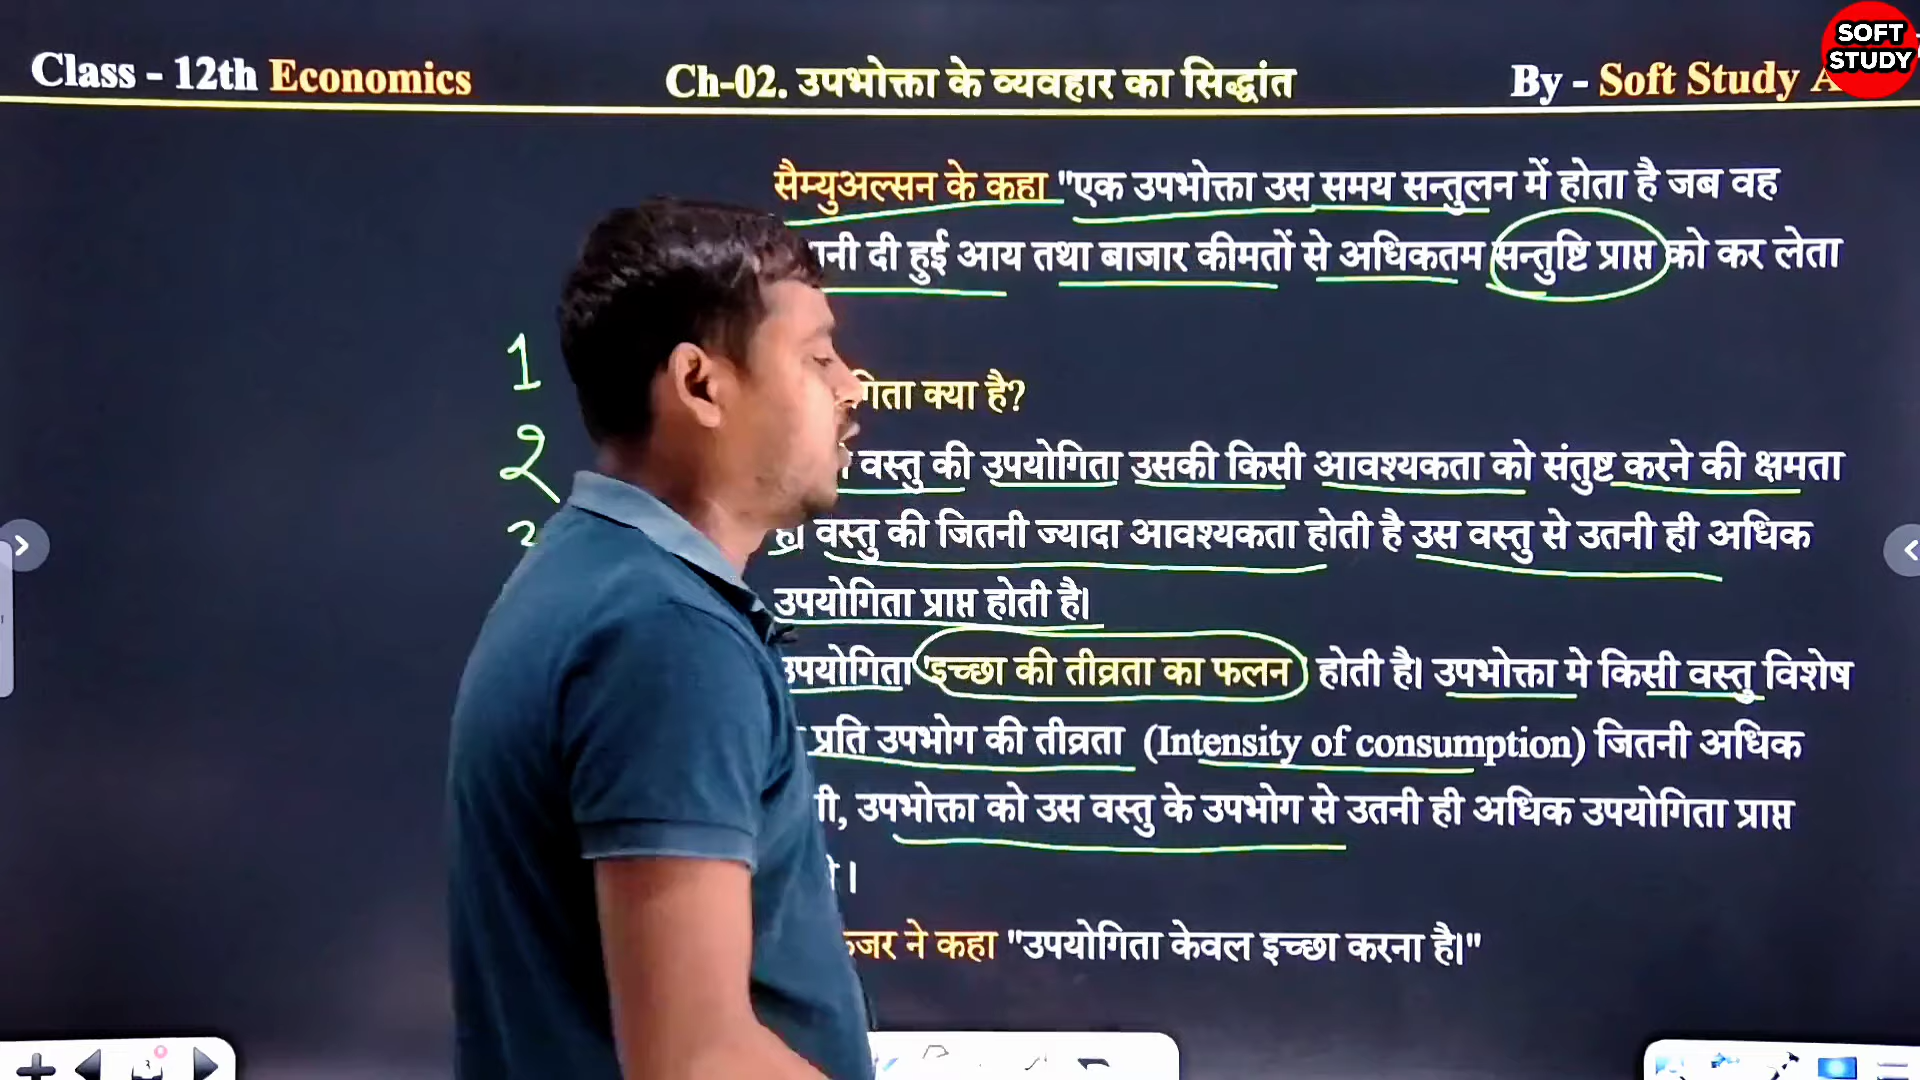 Class - 12th Economics
Ch-02. उपभोक्ता के व्यवहार का सिद्धांत
By - Soft Study
SOFT
STUDY
सैम्युअल्सन के कहा "एक उपभोक्ता उस समय सन्तुलन में होता है जब वह
दी हुई आय तथा बाजार कीमतों से अधिकतम सन्तुष्टि प्राप्त को कर लेता
1
क्या है?
2
वस्तु की उपयोगिता उसकी किसी आवश्यकता को संतुष्ट करने की क्षमता
वस्तु की जितनी ज्यादा आवश्यकता होती है उस वस्तु से उतनी ही अधिक
उपयोगिता प्राप्त होती है।
उपयोगिता 'इच्छा की तीव्रता का फलन' होती है। उपभोक्ता मे किसी वस्तु विशेष
प्रति उपभोग की तीव्रता (Intensity of consumption) जितनी अधिक
उपभोक्ता को उस वस्तु के उपभोग से उतनी ही अधिक उपयोगिता प्राप्त
ने कहा "उपयोगिता केवल इच्छा करना है।"